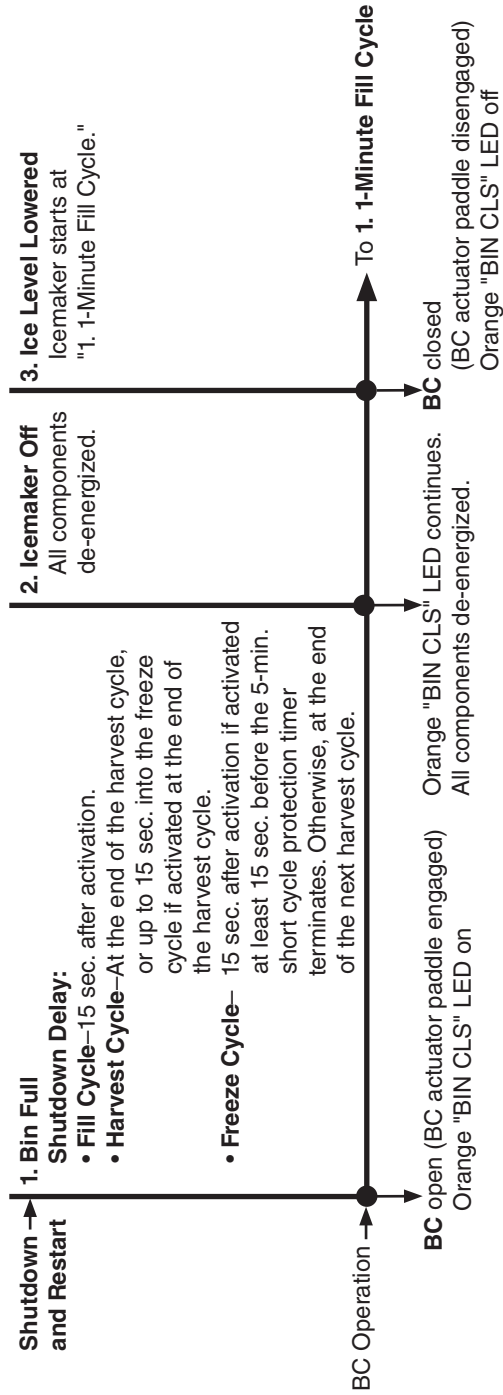 Shutdown
and Restart
1. Bin Full
Shutdown Delay:
• Fill Cycle–15 sec. after activation.
• Harvest Cycle–At the end of the harvest cycle,
or up to 15 sec. into the freeze
cycle if activated at the end of
the harvest cycle.
• Freeze Cycle– 15 sec. after activation if activated
at least 15 sec. before the 5-min.
short cycle protection timer
terminates. Otherwise, at the end
of the next harvest cycle.
2. Icemaker Off
All components
de-energized.
3. Ice Level Lowered
Icemaker starts at
"1. 1-Minute Fill Cycle."
BC Operation
To 1. 1-Minute Fill Cycle
BC open (BC actuator paddle engaged)
Orange "BIN CLS" LED on
Orange "BIN CLS" LED continues.
All components de-energized.
BC closed
(BC actuator paddle disengaged)
Orange "BIN CLS" LED off